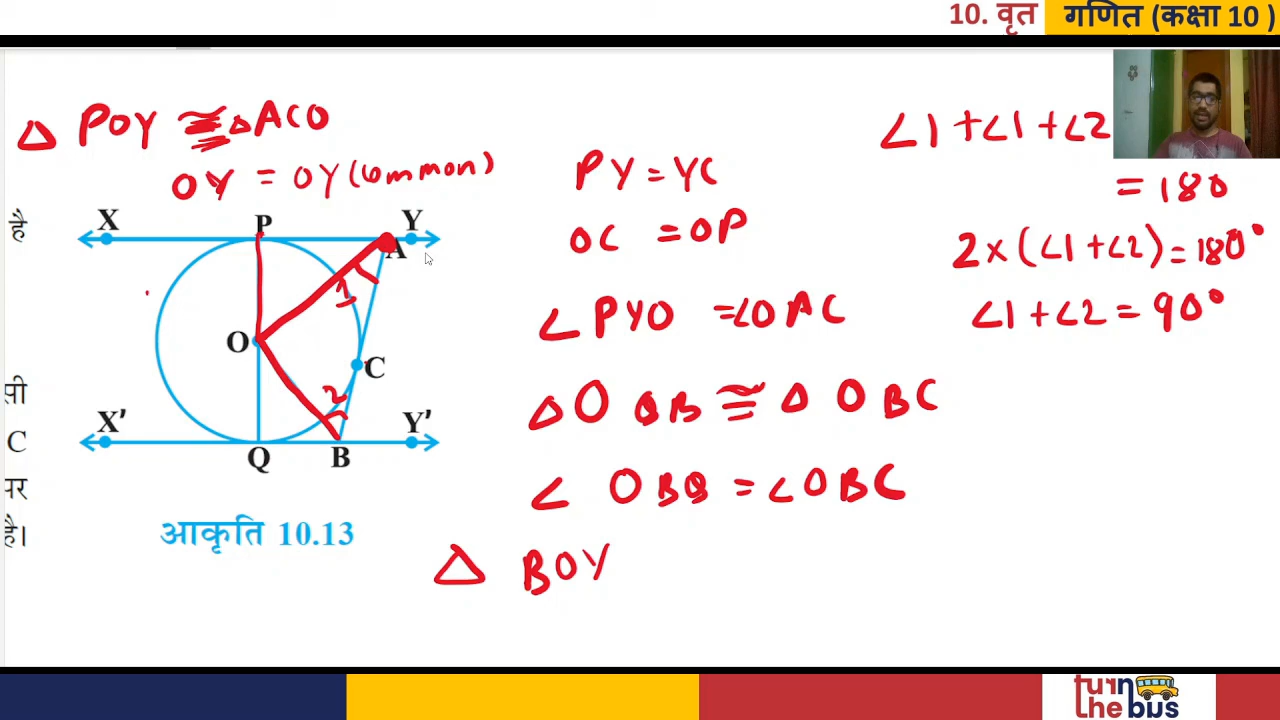 10. वृत गणित (कक्षा 10 )
△ POY ≅ △ACO
OY = OY (common)
PY = YC
OC = OP
∠PYO = ∠OAC
△OQB ≅ △OBC
∠OBQ = ∠OBC
△ BOY
∠1 + ∠1 + ∠2
= 180
2 × (∠1 + ∠2) = 180°
∠1 + ∠2 = 90°
है
सी
C
पर
है।
X P Y
A
1
O
C
2
X' Y'
Q B
आकृति 10.13
turn
the bus